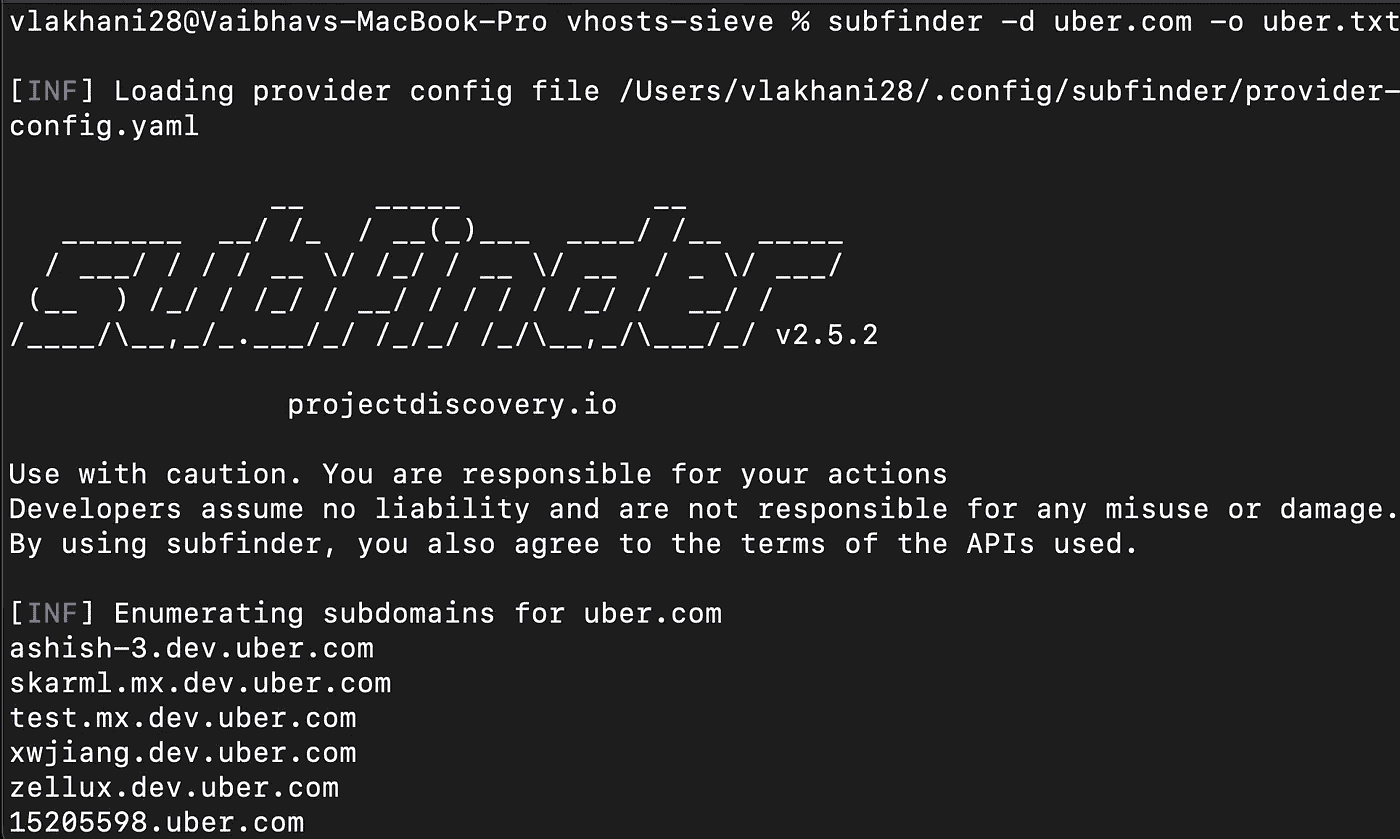 vlakhani28@Vaibhavs-MacBook-Pro vhosts-sieve % subfinder -d uber.com -o uber.txt
[INF] Loading provider config file /Users/vlakhani28/.config/subfinder/provider-
config.yaml
               __    _____           __
   _______  __/ /_  / __(_)___  ____/ /__  _____
  / ___/ / / / __ \/ /_/ / __ \/ __  / _ \/ ___/
 (__  ) /_/ / /_/ / __/ / / / / /_/ /  __/ /
/____/\__,_/_.___/_/ /_/_/ /_/\__,_/\___/_/ v2.5.2
                projectdiscovery.io
Use with caution. You are responsible for your actions
Developers assume no liability and are not responsible for any misuse or damage.
By using subfinder, you also agree to the terms of the APIs used.
[INF] Enumerating subdomains for uber.com
ashish-3.dev.uber.com
skarml.mx.dev.uber.com
test.mx.dev.uber.com
xwjiang.dev.uber.com
zellux.dev.uber.com
15205598.uber.com